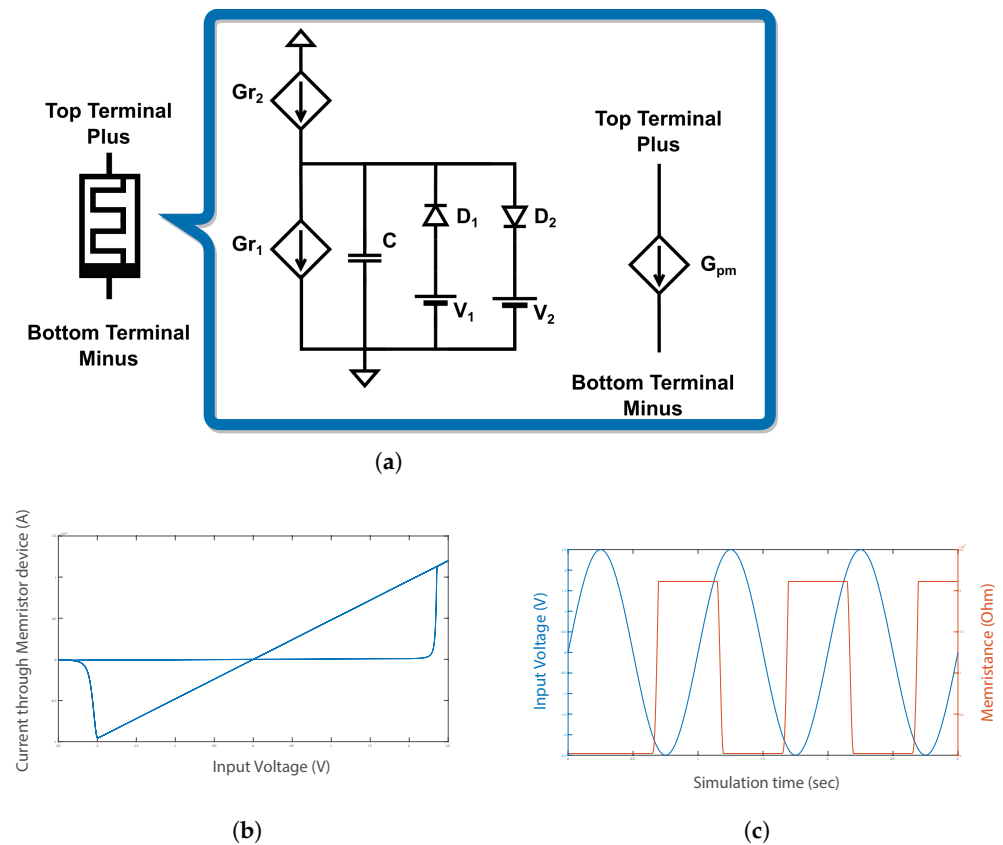 Top Terminal
Plus
Bottom Terminal
Minus
Gr₂
Gr₁
C
D₁
D₂
V₁
V₂
Top Terminal
Plus
G_pm
Bottom Terminal
Minus
(a)
Current through Memristor device (A)
Input Voltage (V)
(b)
Input Voltage (V)
Memristance (Ohm)
Simulation time (sec)
(c)